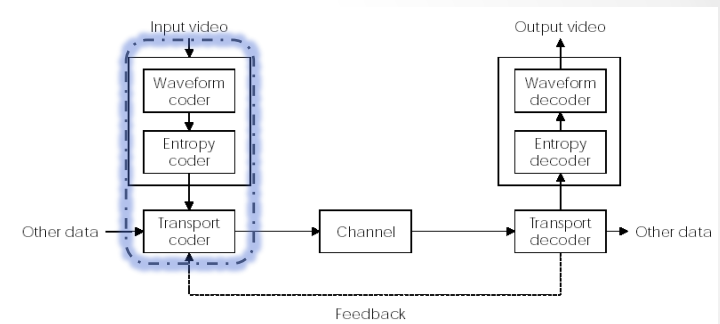 Input video
Output video
Waveform
coder
Waveform
decoder
Entropy
coder
Entropy
decoder
Other data
Transport
coder
Channel
Transport
decoder
Other data
Feedback